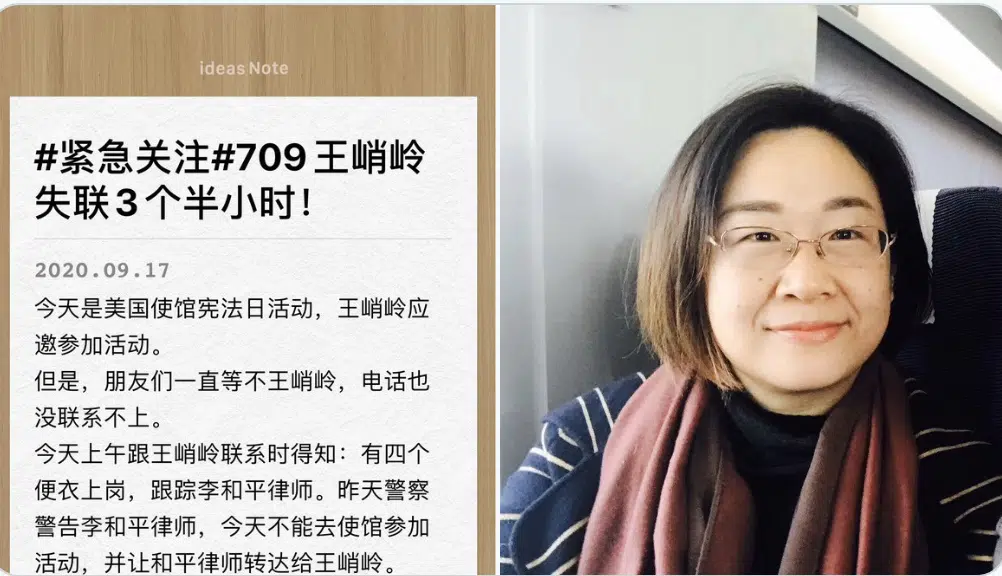 ideas Note
#紧急关注#709王峭岭
失联3个半小时！
2020.09.17
今天是美国使馆宪法日活动，王峭岭应
邀参加活动。
但是，朋友们一直等不王峭岭，电话也
没联系不上。
今天上午跟王峭岭联系时得知：有四个
便衣上岗，跟踪李和平律师。昨天警察
警告李和平律师，今天不能去使馆参加
活动，并让和平律师转达给王峭岭。